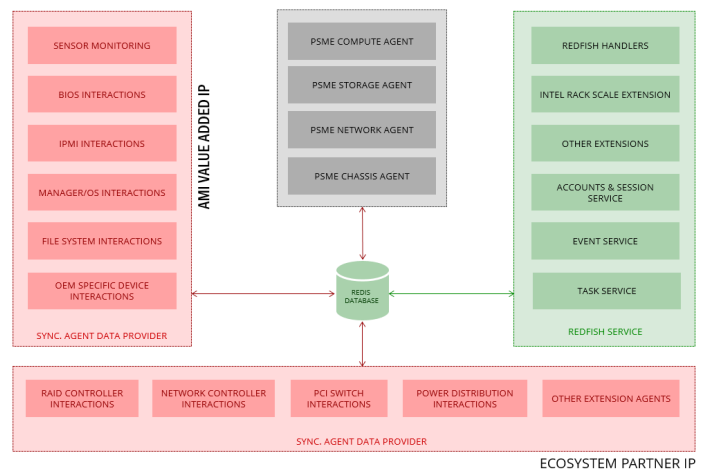 SENSOR MONITORING
BIOS INTERACTIONS
IPMI INTERACTIONS
MANAGER/OS INTERACTIONS
FILE SYSTEM INTERACTIONS
OEM SPECIFIC DEVICE
INTERACTIONS
SYNC. AGENT DATA PROVIDER
AMI VALUE ADDED IP
PSME COMPUTE AGENT
PSME STORAGE AGENT
PSME NETWORK AGENT
PSME CHASSIS AGENT
REDIS
DATABASE
REDFISH HANDLERS
INTEL RACK SCALE EXTENSION
OTHER EXTENSIONS
ACCOUNTS & SESSION
SERVICE
EVENT SERVICE
TASK SERVICE
REDFISH SERVICE
RAID CONTROLLER
INTERACTIONS
NETWORK CONTROLLER
INTERACTIONS
PCI SWITCH
INTERACTIONS
POWER DISTRIBUTION
INTERACTIONS
OTHER EXTENSION AGENTS
SYNC. AGENT DATA PROVIDER
ECOSYSTEM PARTNER IP